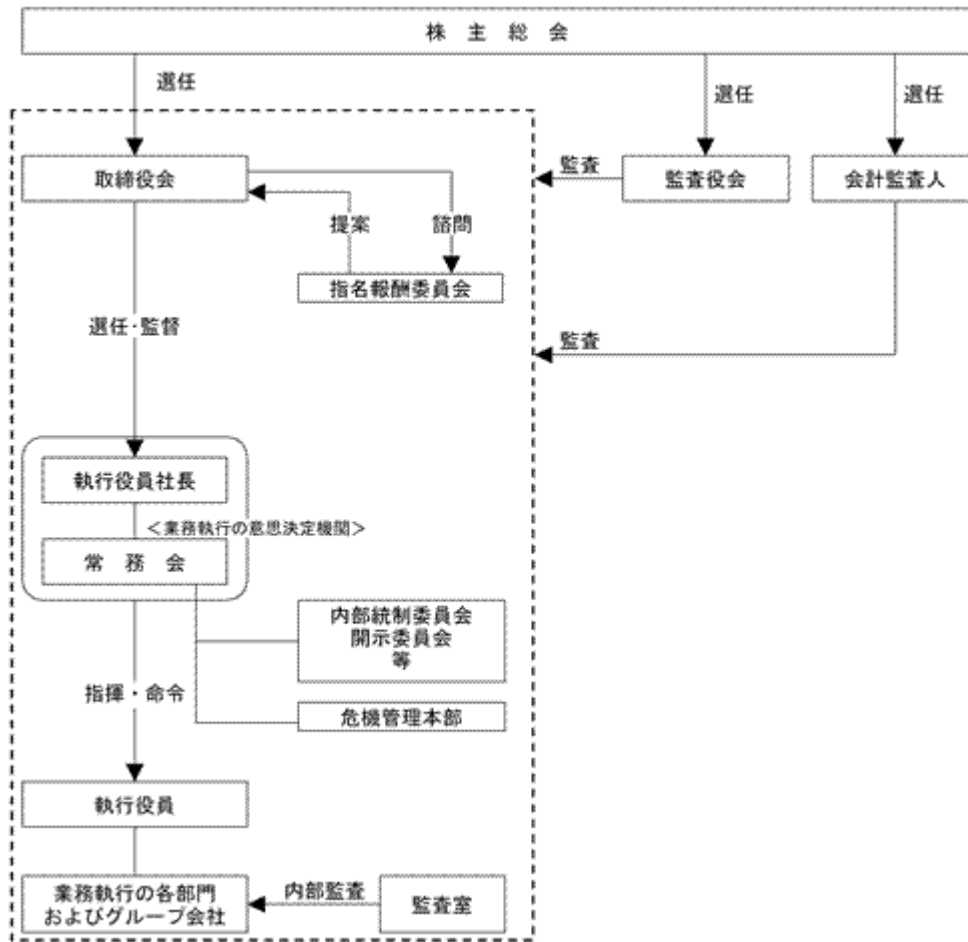 株 主 総 会
選任
選任
選任
取締役会
監査
監査役会
会計監査人
提案
諮問
指名報酬委員会
選任・監督
監査
執行役員社長
＜業務執行の意思決定機関＞
常 務 会
内部統制委員会
開示委員会
等
指揮・命令
危機管理本部
執行役員
業務執行の各部門
およびグループ会社
内部監査
監査室